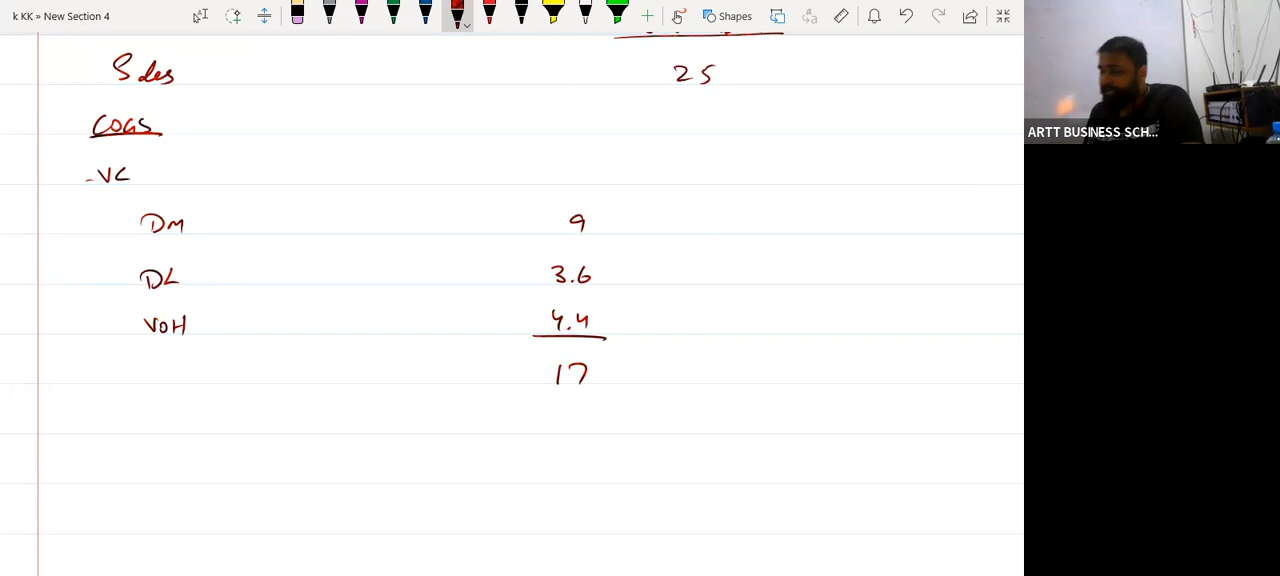 k KK » New Section 4
Shapes
Sales 25
COGS
-VC
DM 9
DL 3.6
VOH 4.4
17
ARTT BUSINESS SCH...